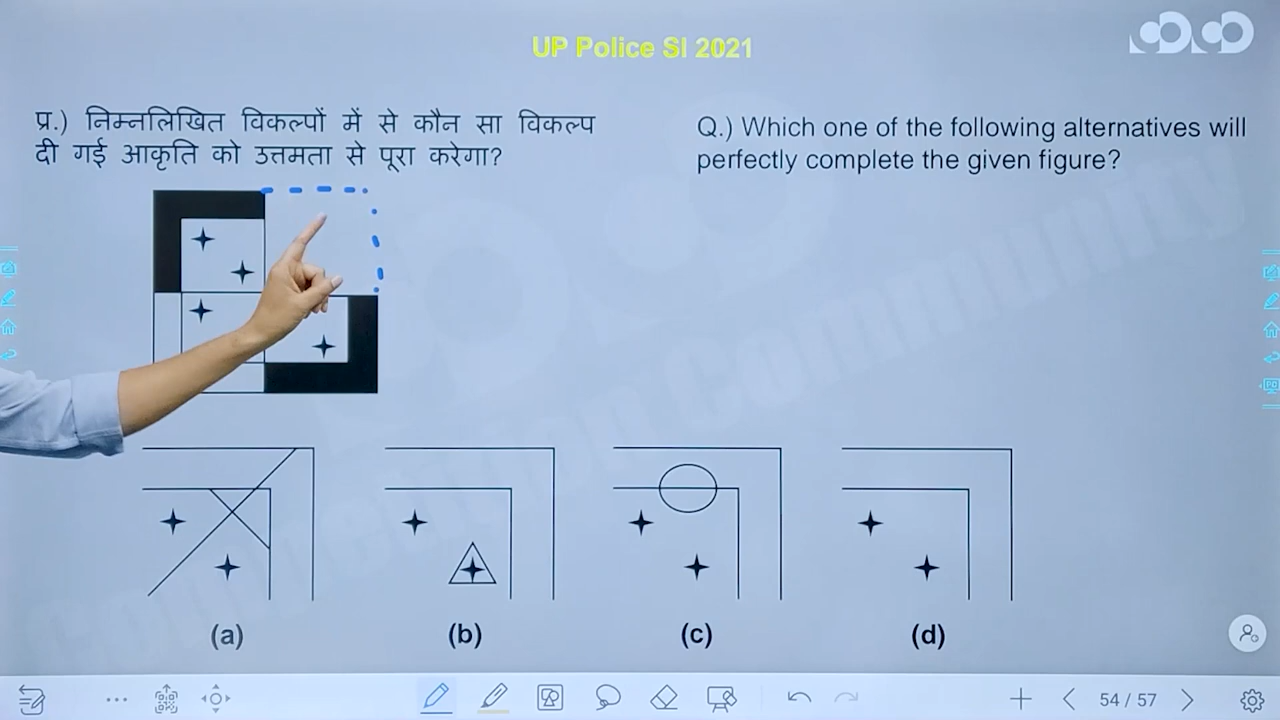 UP Police SI 2021
प्र.) निम्नलिखित विकल्पों में से कौन सा विकल्प
दी गई आकृति को उत्तमता से पूरा करेगा?
Q.) Which one of the following alternatives will
perfectly complete the given figure?
(a) (b) (c) (d)
54 / 57